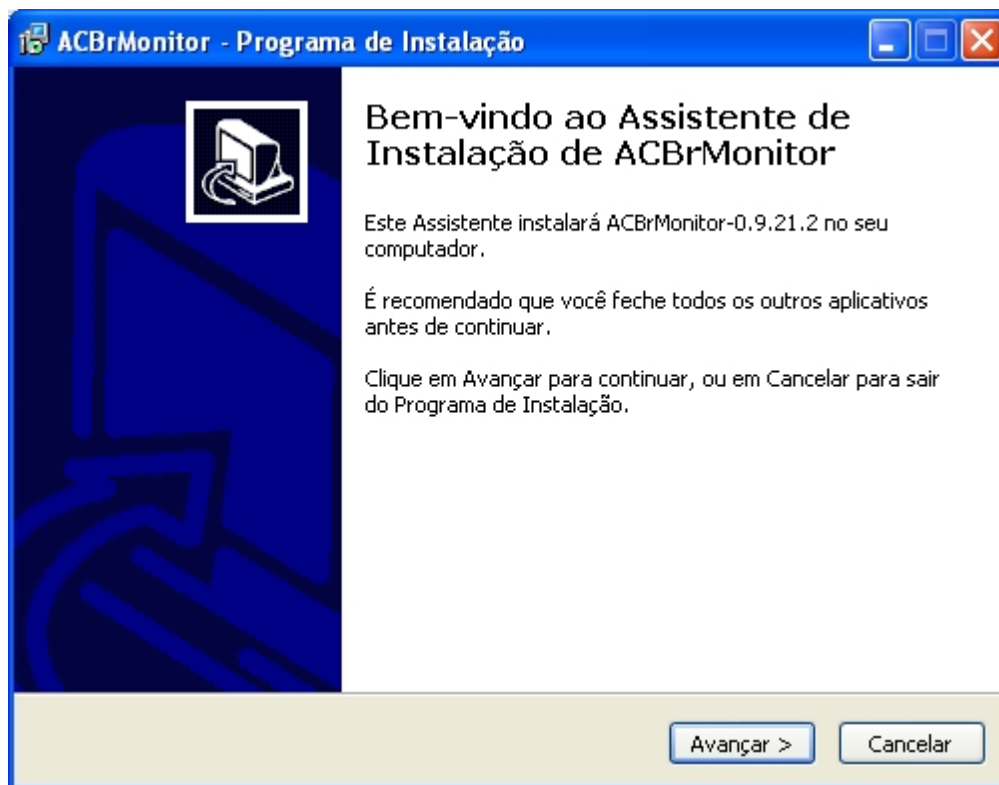 ACBrMonitor - Programa de Instalação
Bem-vindo ao Assistente de
Instalação de ACBrMonitor
Este Assistente instalará ACBrMonitor-0.9.21.2 no seu
computador.
É recomendado que você feche todos os outros aplicativos
antes de continuar.
Clique em Avançar para continuar, ou em Cancelar para sair
do Programa de Instalação.
Avançar >
Cancelar